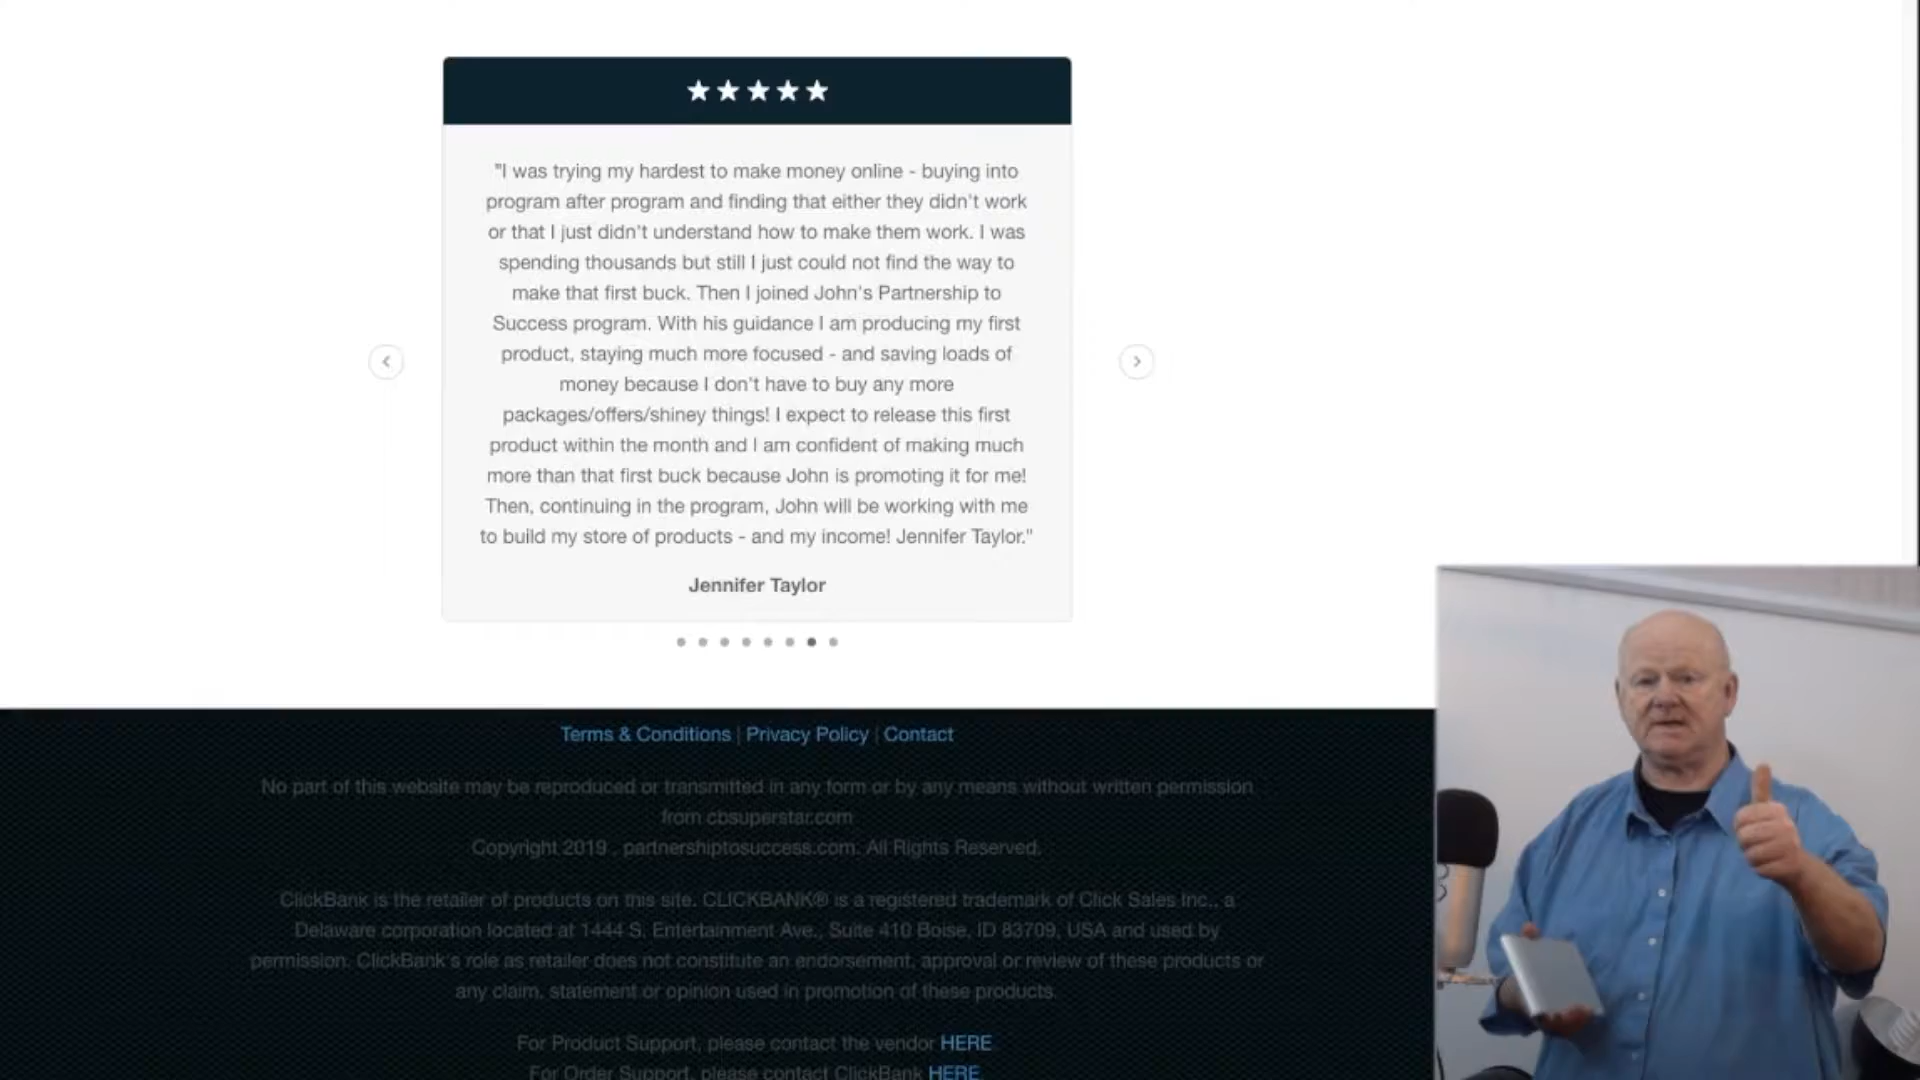 "I was trying my hardest to make money online - buying into
program after program and finding that either they didn't work
or that I just didn't understand how to make them work. I was
spending thousands but still I just could not find the way to
make that first buck. Then I joined John's Partnership to
Success program. With his guidance I am producing my first
product, staying much more focused - and saving loads of
money because I don't have to buy any more
packages/offers/shiney things! I expect to release this first
product within the month and I am confident of making much
more than that first buck because John is promoting it for me!
Then, continuing in the program, John will be working with me
to build my store of products - and my income! Jennifer Taylor."
Jennifer Taylor
Terms & Conditions | Privacy Policy | Contact
No part of this website may be reproduced or transmitted in any form or by any means without written permission
from cbsuperstar.com
Copyright 2019 . partnershiptosuccess.com. All Rights Reserved.
ClickBank is the retailer of products on this site. CLICKBANK® is a registered trademark of Click Sales Inc., a
Delaware corporation located at 1444 S. Entertainment Ave., Suite 410 Boise, ID 83709, USA and used by
permission. ClickBank's role as retailer does not constitute an endorsement, approval or review of these products or
any claim, statement or opinion used in promotion of these products.
For Product Support, please contact the vendor HERE.
For Order Support, please contact ClickBank HERE.